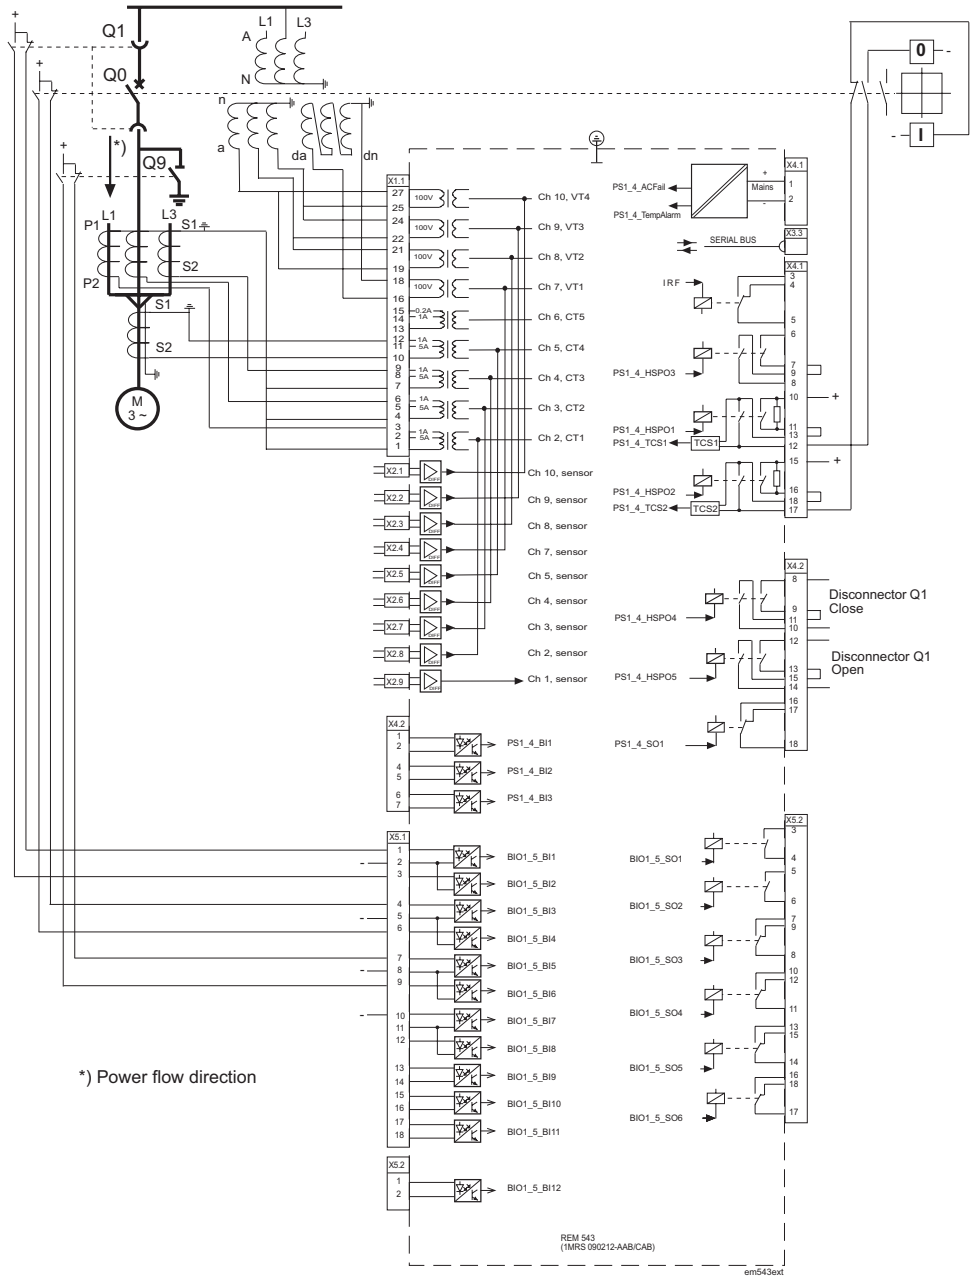 +
Q1
L1 L3
A
N
+
Q0
n
a
da
dn
*)
+
Q9
L1
L3
P1
P2
S1
S2
S1
S2
M
3 ~
*) Power flow direction
0 -
- I
X1.1
27
25
24
22
21
19
18
16
15
14
13
12
11
10
9
8
7
6
5
4
3
2
1
100V
100V
100V
100V
0.2A
1A
1A
5A
1A
5A
1A
5A
1A
5A
Ch 10, VT4
Ch 9, VT3
Ch 8, VT2
Ch 7, VT1
Ch 6, CT5
Ch 5, CT4
Ch 4, CT3
Ch 3, CT2
Ch 2, CT1
X2.1 DIFF Ch 10, sensor
X2.2 DIFF Ch 9, sensor
X2.3 DIFF Ch 8, sensor
X2.4 DIFF Ch 7, sensor
X2.5 DIFF Ch 5, sensor
X2.6 DIFF Ch 4, sensor
X2.7 DIFF Ch 3, sensor
X2.8 DIFF Ch 2, sensor
X2.9 DIFF Ch 1, sensor
X4.2
1
2
PS1_4_BI1
4
5
PS1_4_BI2
6
7
PS1_4_BI3
X5.1
1
- 2
3
BIO1_5_BI1
BIO1_5_BI2
4
- 5
6
BIO1_5_BI3
BIO1_5_BI4
7
- 8
9
BIO1_5_BI5
BIO1_5_BI6
- 10
11
12
BIO1_5_BI7
BIO1_5_BI8
13
14
BIO1_5_BI9
15
16
BIO1_5_BI10
17
18
BIO1_5_BI11
X5.2
1
2
BIO1_5_BI12
X4.1
PS1_4_ACFail
PS1_4_TempAlarm
+
Mains
-
1
2
X3.3
SERIAL BUS
X4.1
IRF
3
4
5
PS1_4_HSPO3
6
7
9
8
PS1_4_HSPO1
PS1_4_TCS1
TCS1
10 +
11
13
12
PS1_4_HSPO2
PS1_4_TCS2
TCS2
15 +
16
18
17
X4.2
PS1_4_HSPO4
8
9
11
10
Disconnector Q1
Close
PS1_4_HSPO5
12
13
15
14
Disconnector Q1
Open
PS1_4_SO1
16
17
18
X5.2
BIO1_5_SO1
3
4
BIO1_5_SO2
5
6
BIO1_5_SO3
7
9
8
BIO1_5_SO4
10
12
11
BIO1_5_SO5
13
15
14
BIO1_5_SO6
16
18
17
REM 543
(1MRS 090212-AAB/CAB)
em543ext